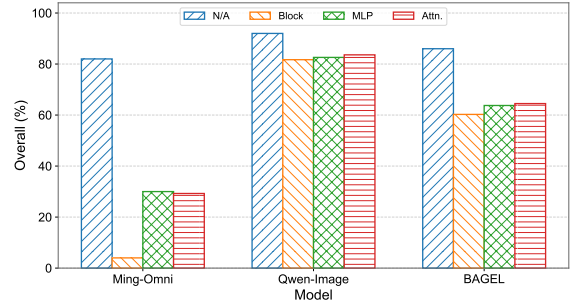 N/A Block MLP Attn.
100
80
60
40
20
0
Overall (%)
Ming-Omni Qwen-Image BAGEL
Model